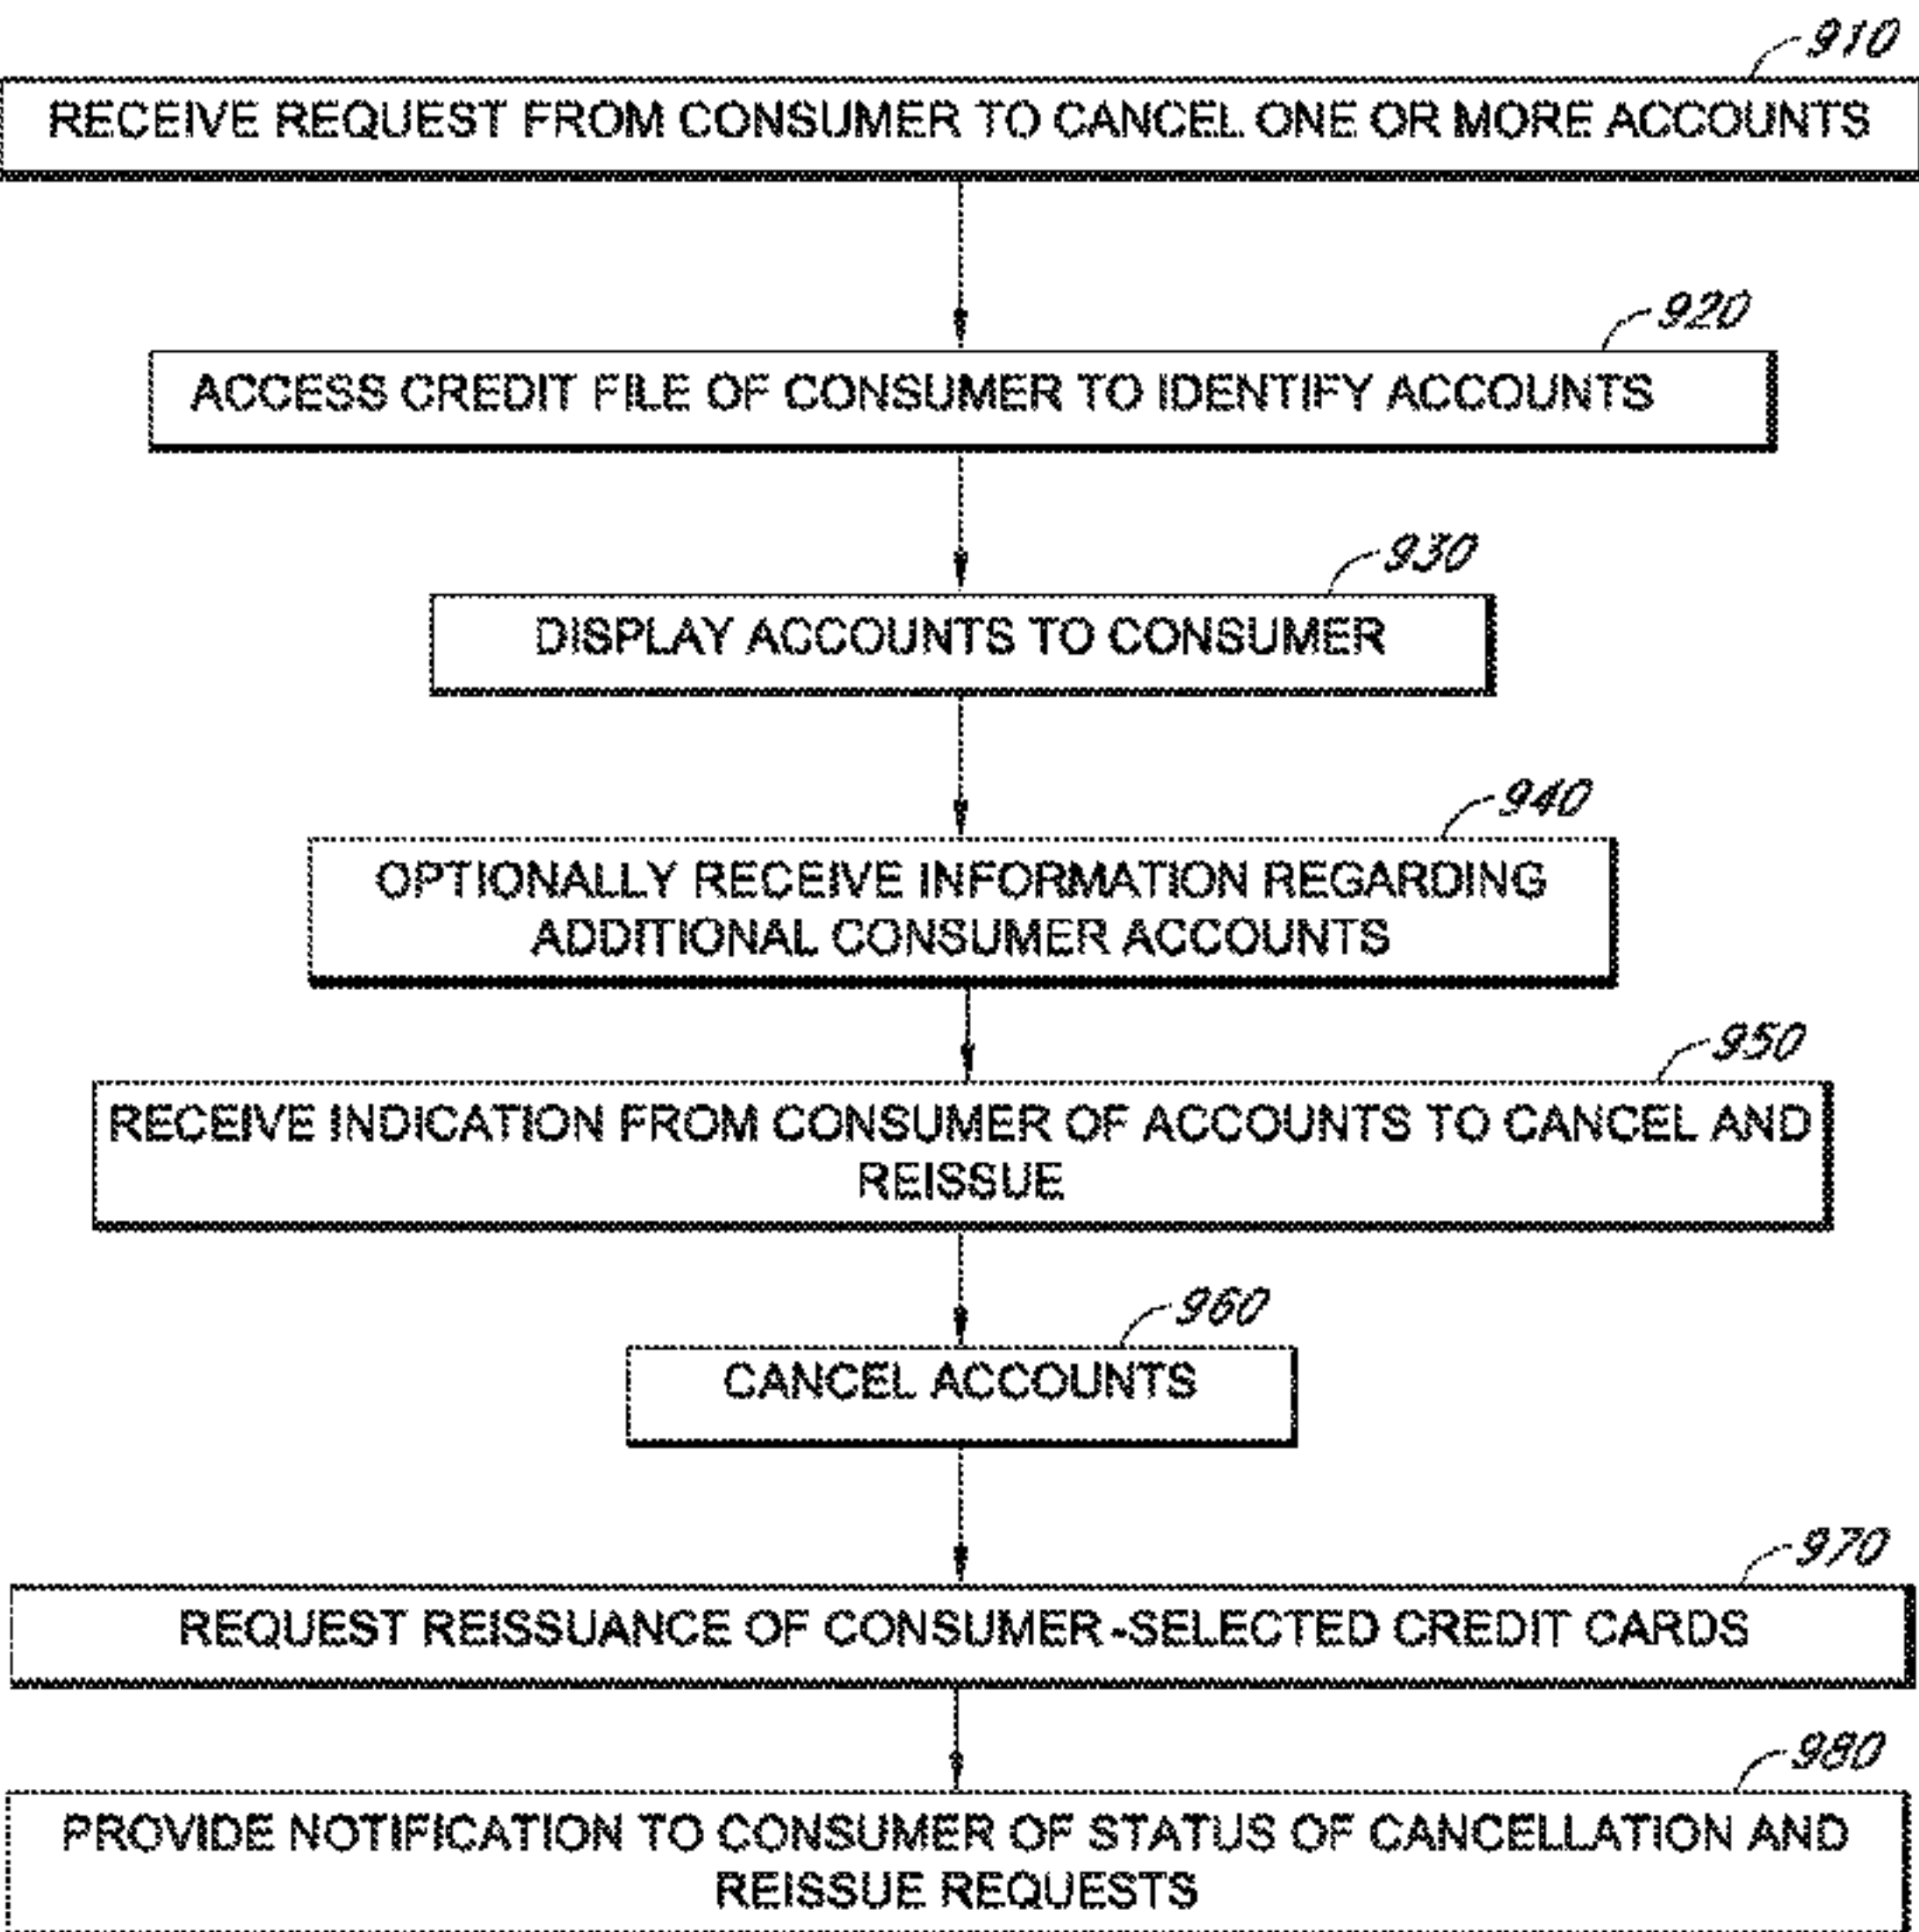 910
RECEIVE REQUEST FROM CONSUMER TO CANCEL ONE OR MORE ACCOUNTS
920
ACCESS CREDIT FILE OF CONSUMER TO IDENTIFY ACCOUNTS
930
DISPLAY ACCOUNTS TO CONSUMER
940
OPTIONALLY RECEIVE INFORMATION REGARDING
ADDITIONAL CONSUMER ACCOUNTS
950
RECEIVE INDICATION FROM CONSUMER OF ACCOUNTS TO CANCEL AND
REISSUE
960
CANCEL ACCOUNTS
970
REQUEST REISSUANCE OF CONSUMER-SELECTED CREDIT CARDS
980
PROVIDE NOTIFICATION TO CONSUMER OF STATUS OF CANCELLATION AND
REISSUE REQUESTS